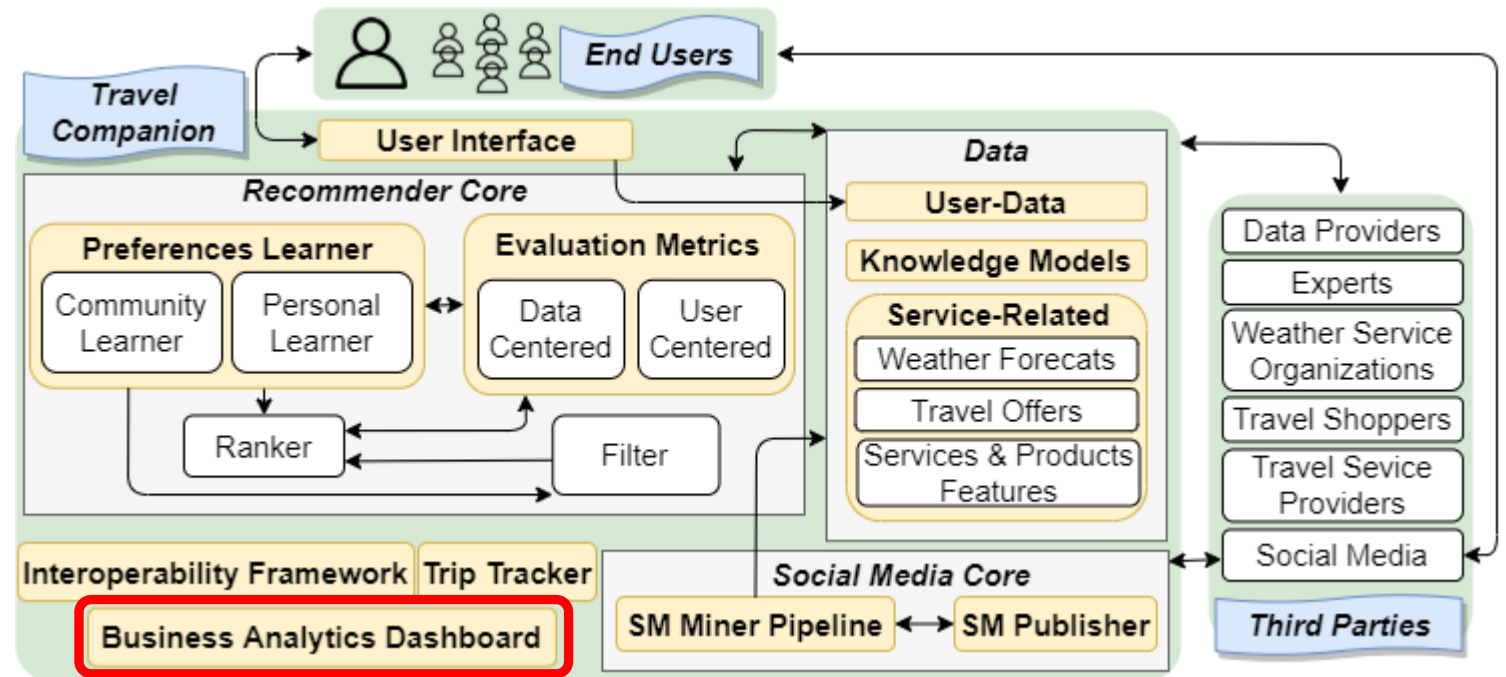 End Users
Travel
Companion
User Interface
Data
Recommender Core
User-Data
Preferences Learner
Evaluation Metrics
Data Providers
Knowledge Models
Experts
Community
Learner
Personal
Learner
Data
Centered
User
Centered
Service-Related
Weather Forecats
Weather Service
Organizations
Travel Offers
Travel Shoppers
Ranker
Filter
Services & Products
Features
Travel Sevice
Providers
Social Media
Interoperability Framework
Trip Tracker
Social Media Core
Business Analytics Dashboard
SM Miner Pipeline
SM Publisher
Third Parties